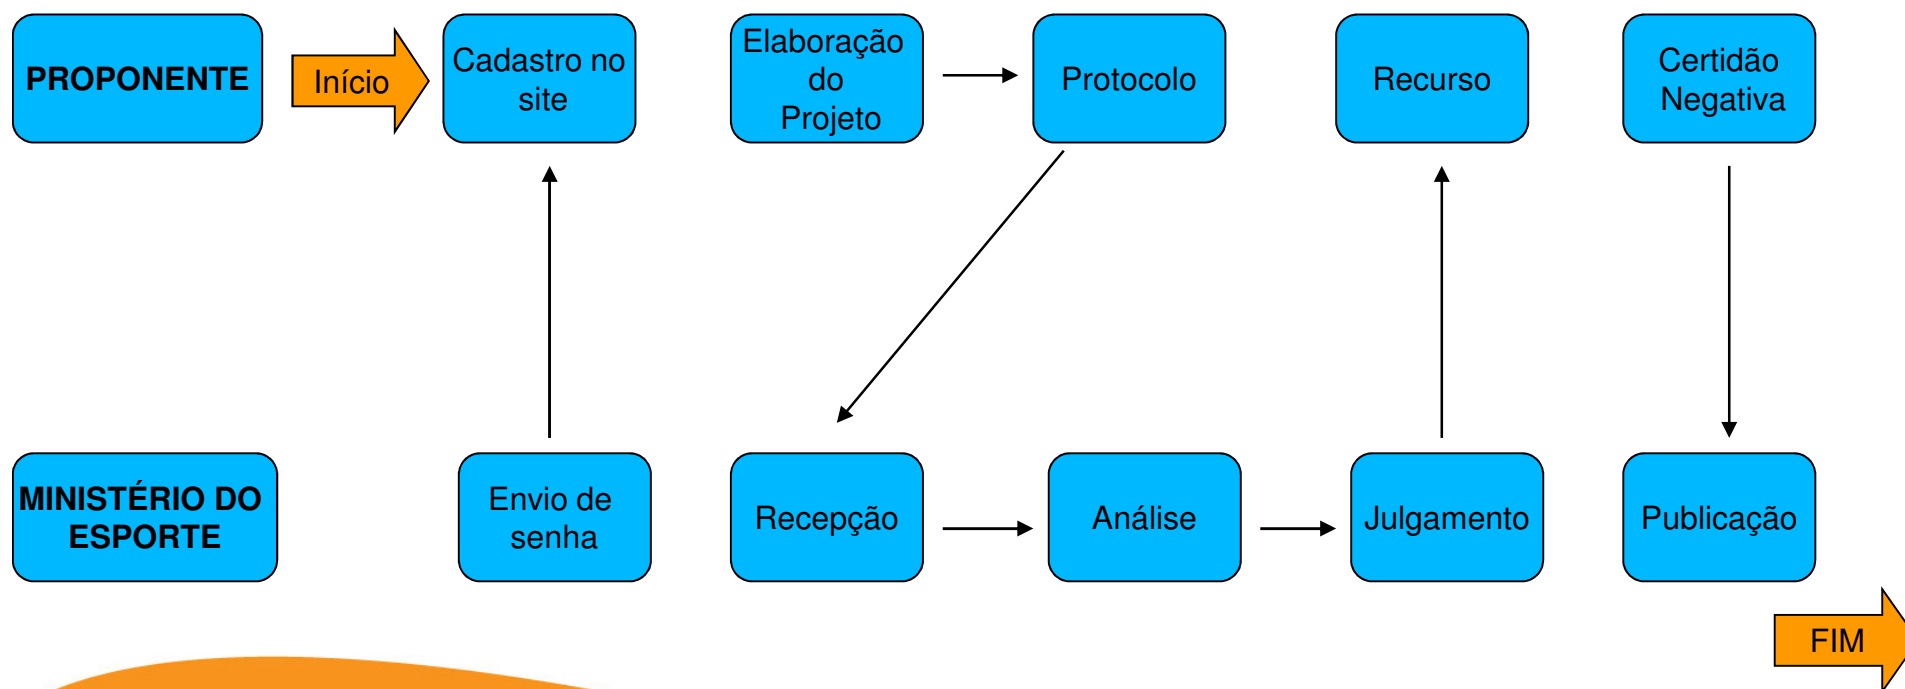 PROPONENTE
Início
Cadastro no
site
Elaboração
do
Projeto
Protocolo
Recurso
Certidão
Negativa
MINISTÉRIO DO
ESPORTE
Envio de
senha
Recepção
Análise
Julgamento
Publicação
FIM